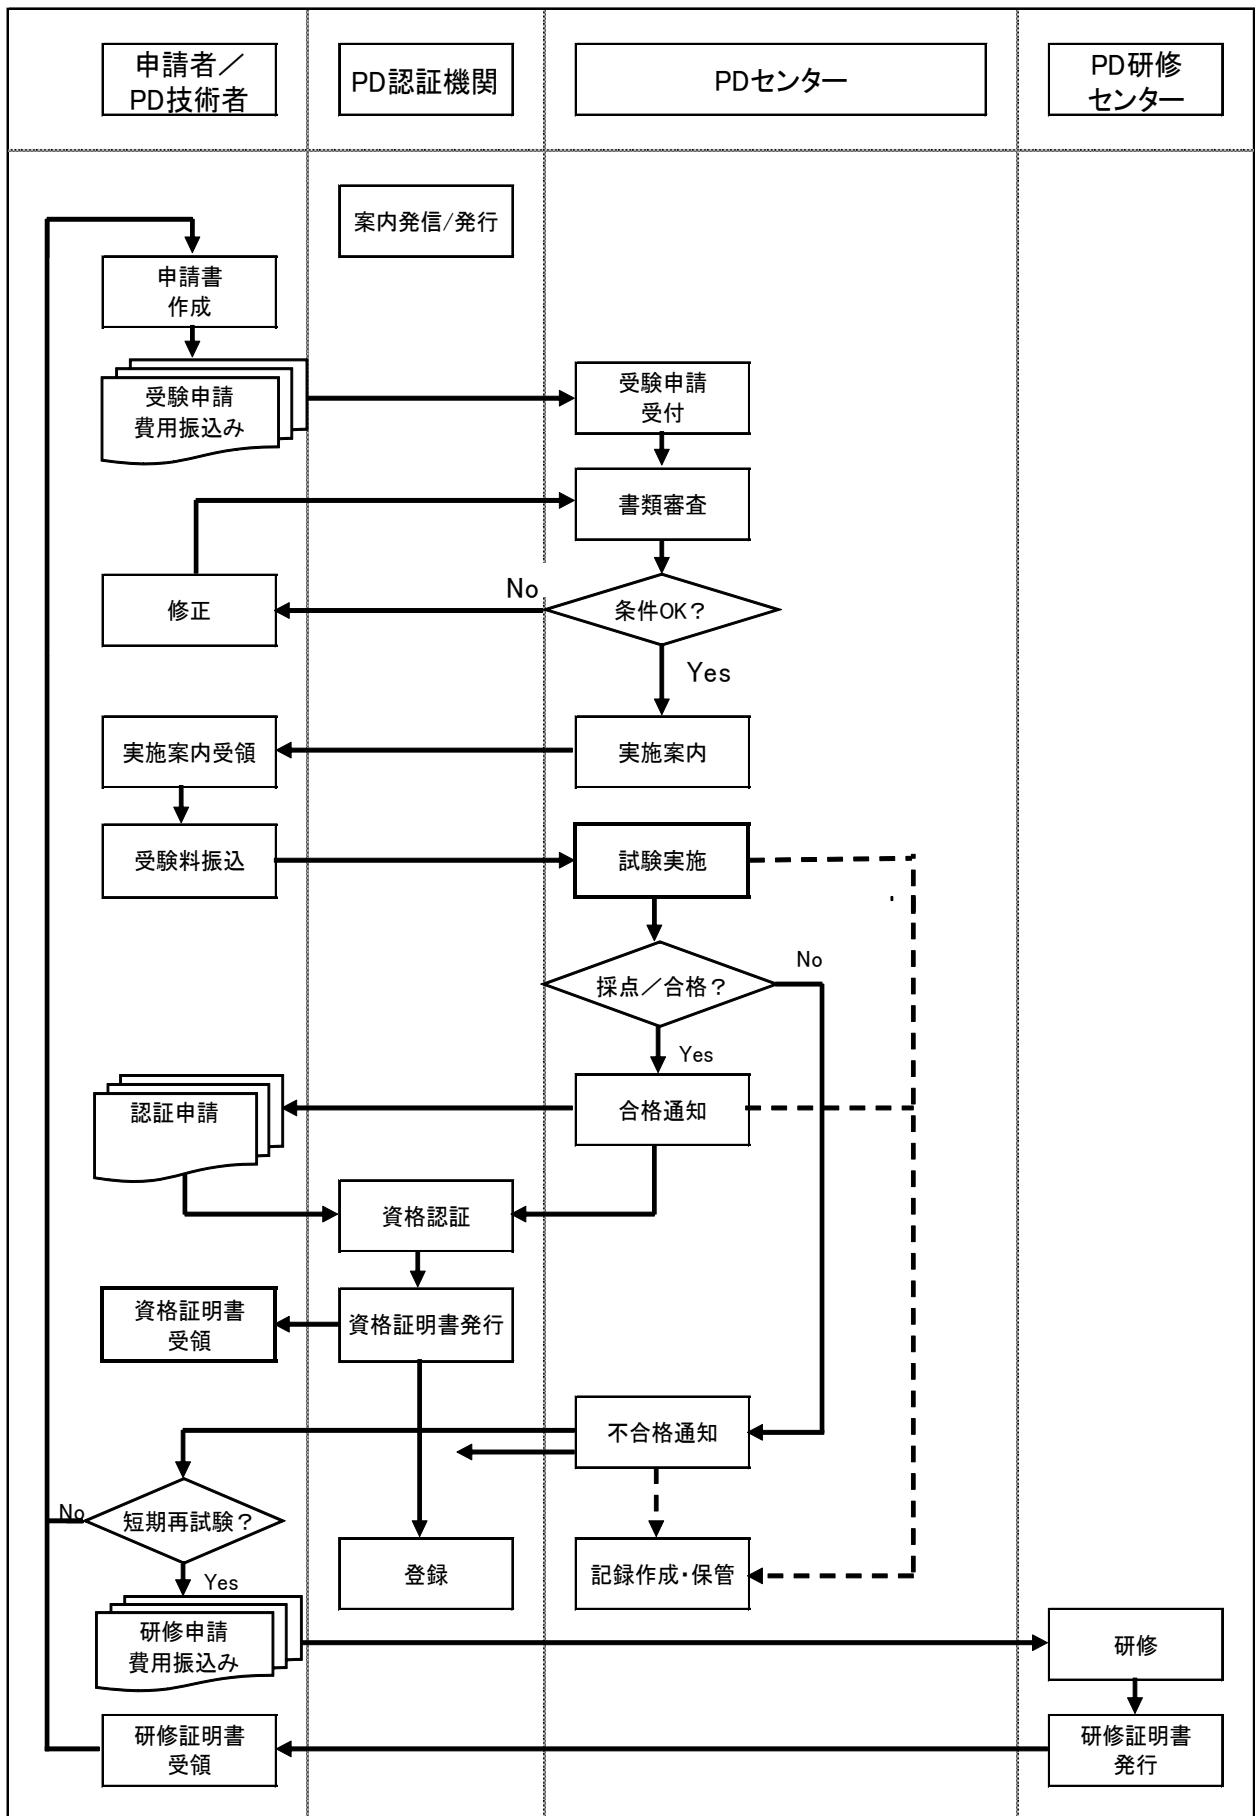 申請者／
PD技術者
PD認証機関
PDセンター
PD研修
センター
案内発信/発行
申請書
作成
受験申請
費用振込み
受験申請
受付
書類審査
No
条件OK？
修正
Yes
実施案内受領
実施案内
受験料振込
試験実施
採点／合格？
No
Yes
認証申請
合格通知
資格認証
資格証明書
受領
資格証明書発行
不合格通知
No
短期再試験？
Yes
登録
記録作成・保管
研修申請
費用振込み
研修
研修証明書
受領
研修証明書
発行